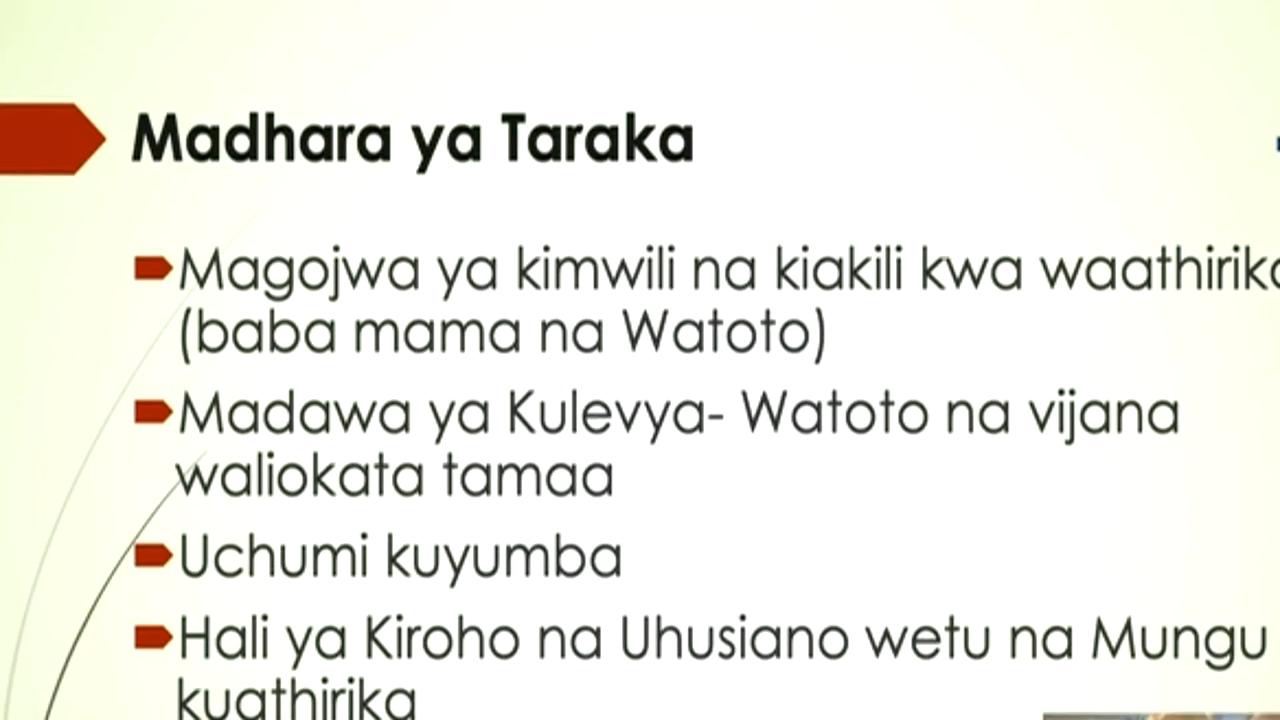 Madhara ya Taraka
Magojwa ya kimwili na kiakili kwa waathirika
(baba mama na Watoto)
Madawa ya Kulevya- Watoto na vijana
waliokata tamaa
Uchumi kuyumba
Hali ya Kiroho na Uhusiano wetu na Mungu
kuathirika